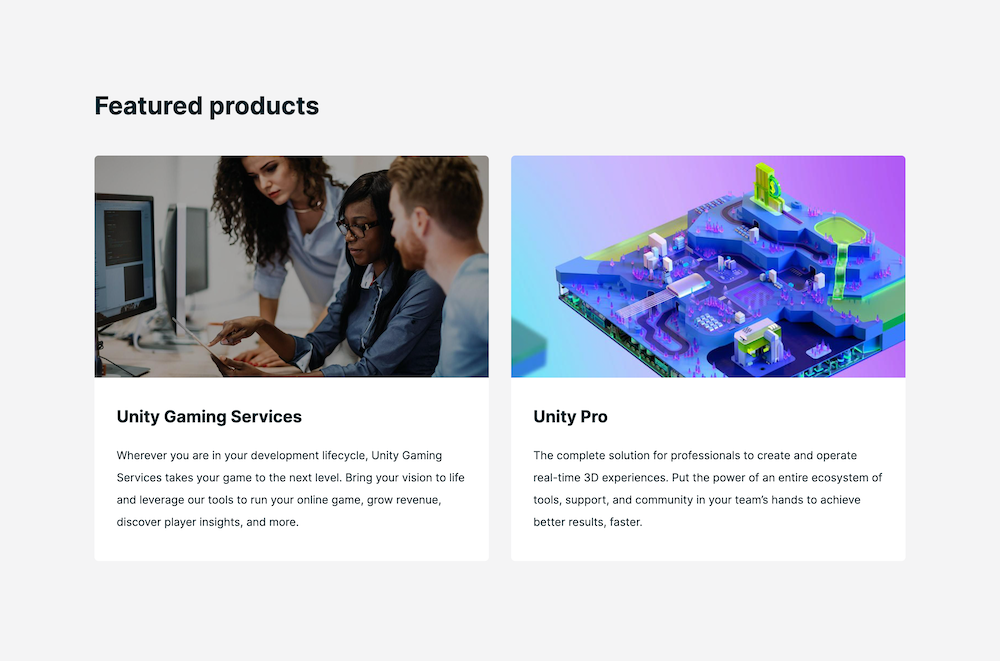 Featured products
Unity Gaming Services
Wherever you are in your development lifecycle, Unity Gaming
Services takes your game to the next level. Bring your vision to life
and leverage our tools to run your online game, grow revenue,
discover player insights, and more.
Unity Pro
The complete solution for professionals to create and operate
real-time 3D experiences. Put the power of an entire ecosystem of
tools, support, and community in your team’s hands to achieve
better results, faster.